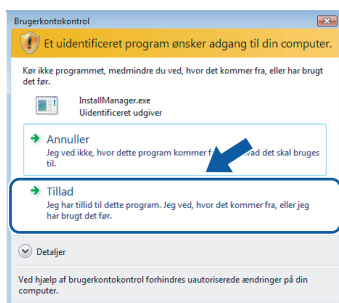 Brugerkontokontrol
Et uidentificeret program ønsker adgang til din computer.
Kør ikke programmet, medmindre du ved, hvor det kommer fra, eller har brugt
det før.
InstallManager.exe
Uidentificeret udgiver
Annuller
Jeg ved ikke, hvor dette program kommer f vad det skal bruges
til.
Tillad
Jeg har tillid til dette program. Jeg ved, hvor det kommer fra, eller jeg
har brugt det før.
Detaljer
Ved hjælp af brugerkontokontrol forhindres uautoriserede ændringer på din
computer.